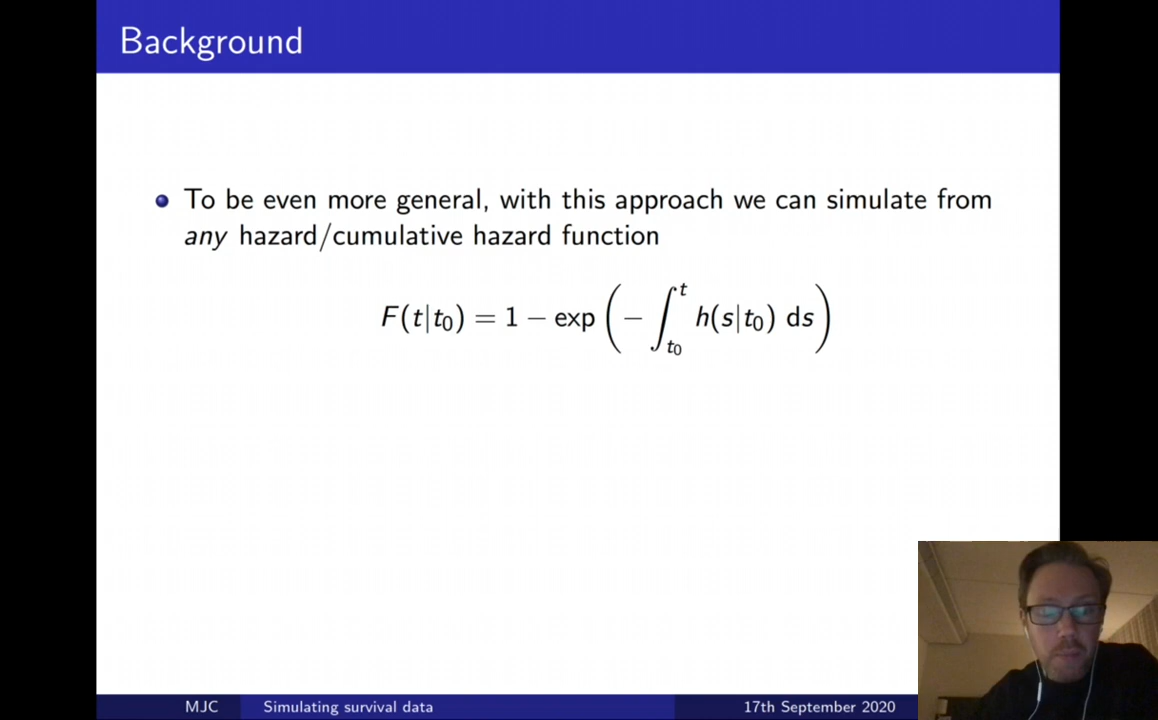 Background
To be even more general, with this approach we can simulate from
any hazard/cumulative hazard function
F(t|t₀) = 1 − exp(−∫ₜ₀ᵗ h(s|t₀) ds)
MJC Simulating survival data 17th September 2020